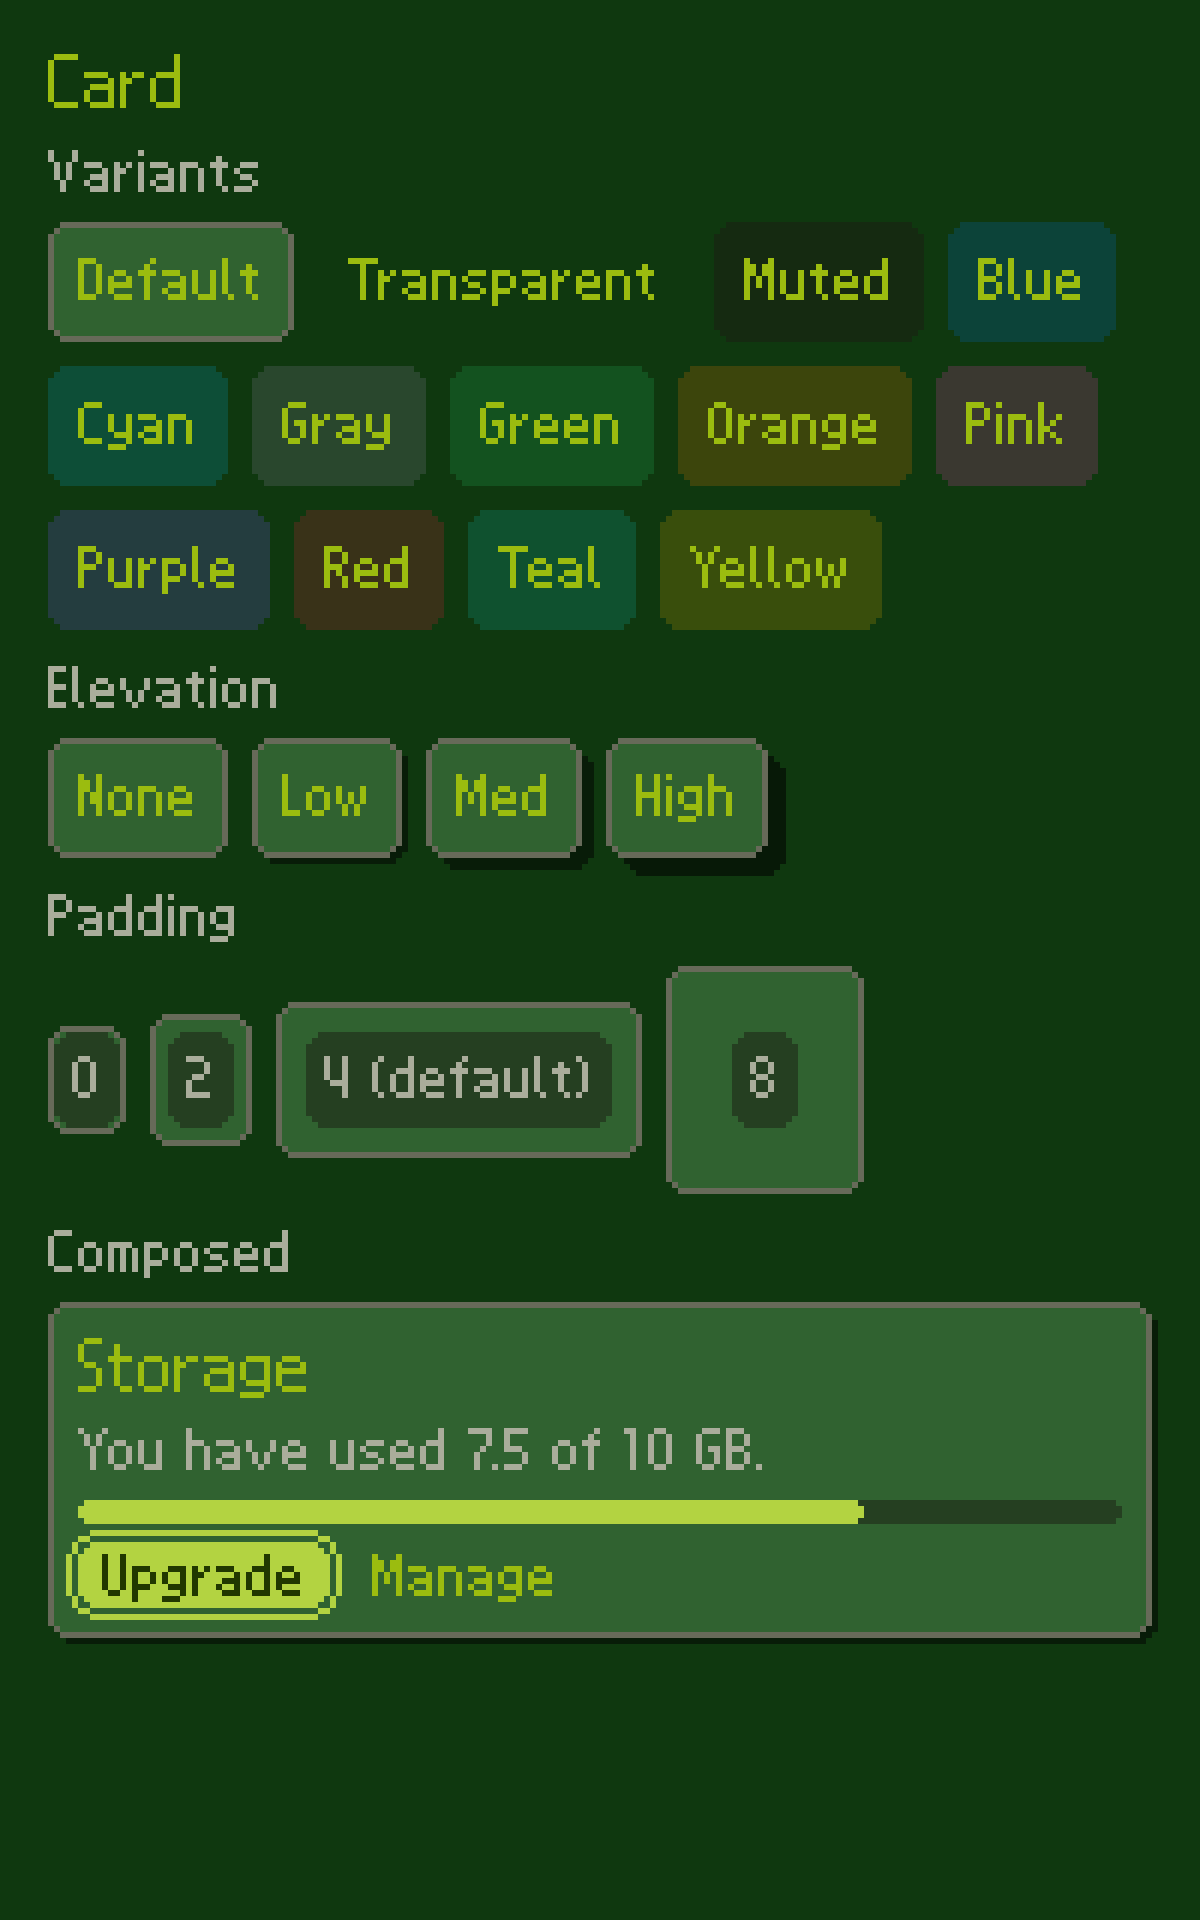 Card
Variants
Default Transparent Muted Blue
Cyan Gray Green Orange Pink
Purple Red Teal Yellow
Elevation
None Low Med High
Padding
0 2 4 (default) 8
Composed
Storage
You have used 7.5 of 10 GB.
Upgrade Manage